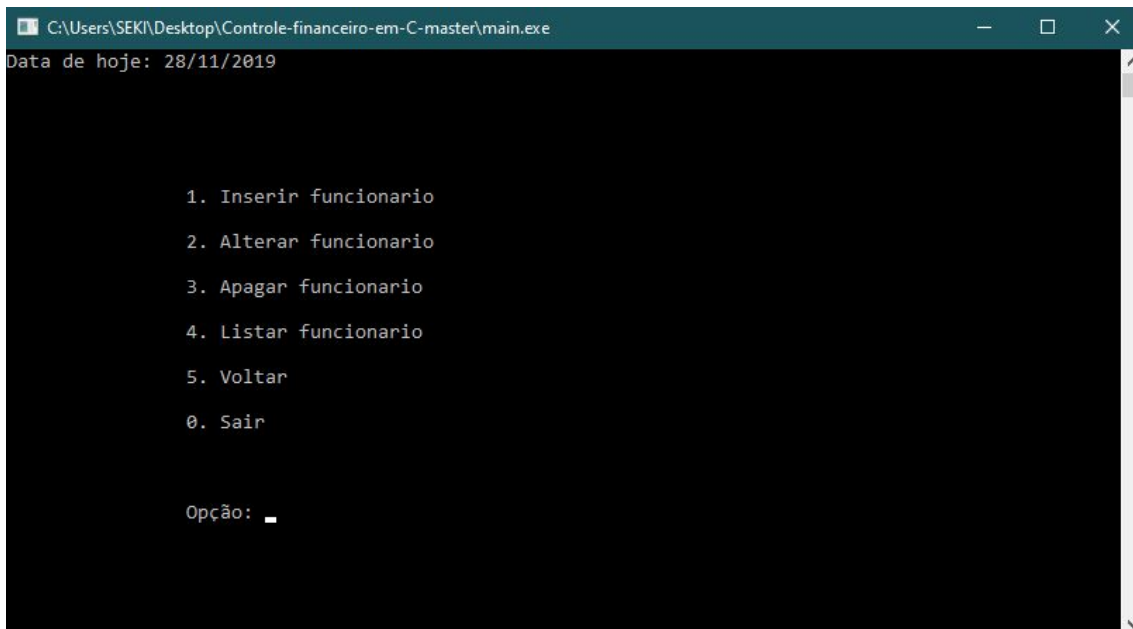 C:\Users\SEKI\Desktop\Controle-financeiro-em-C-master\main.exe
Data de hoje: 28/11/2019
1. Inserir funcionario
2. Alterar funcionario
3. Apagar funcionario
4. Listar funcionario
5. Voltar
0. Sair
Opção: